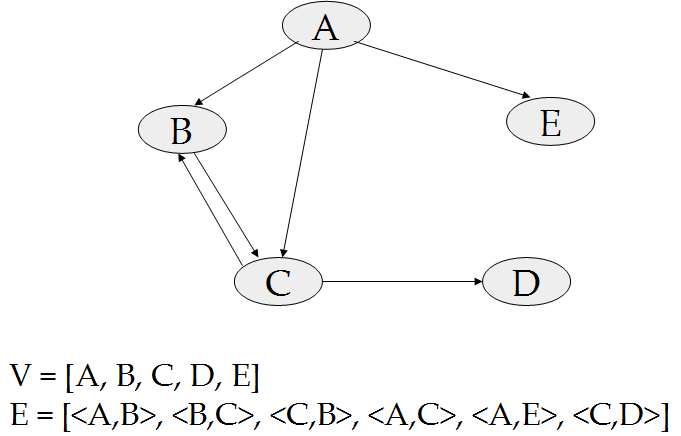 A
B
E
C
D
V = [A, B, C, D, E]
E = [<A,B>, <B,C>, <C,B>, <A,C>, <A,E>, <C,D>]